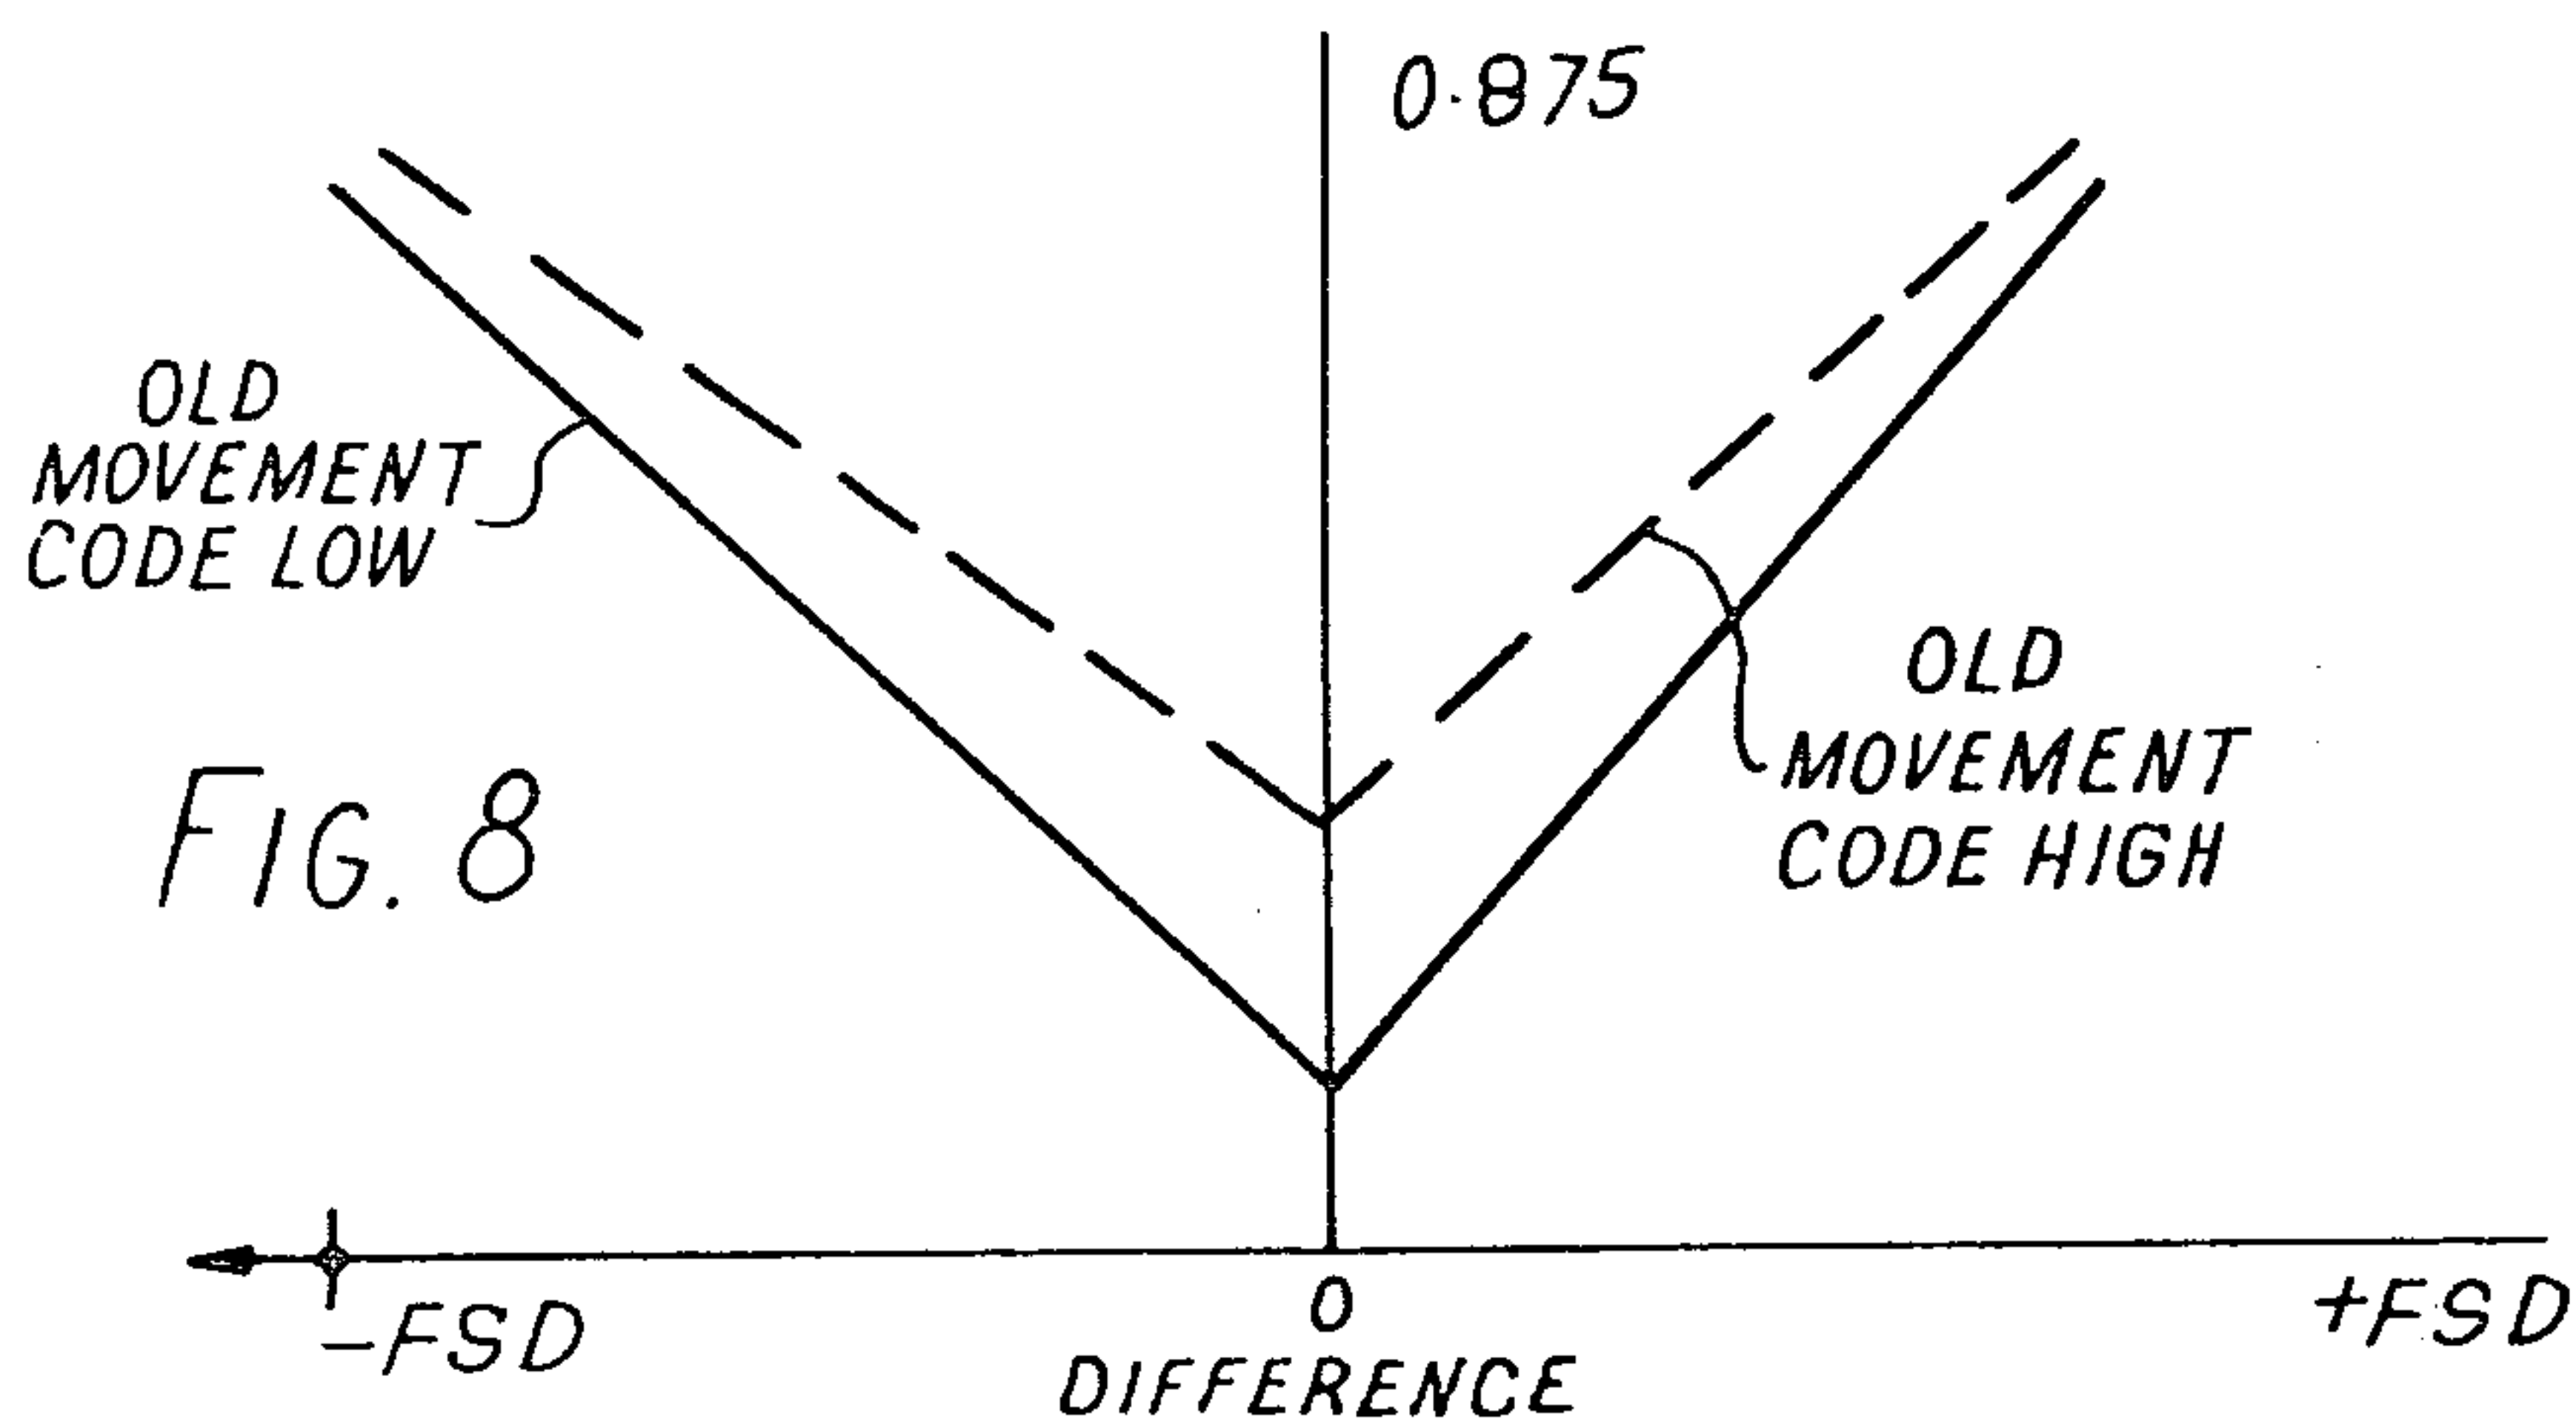 0.875
OLD
MOVEMENT
CODE LOW
OLD
MOVEMENT
CODE HIGH
FIG. 8
-FSD
0
+FSD
DIFFERENCE